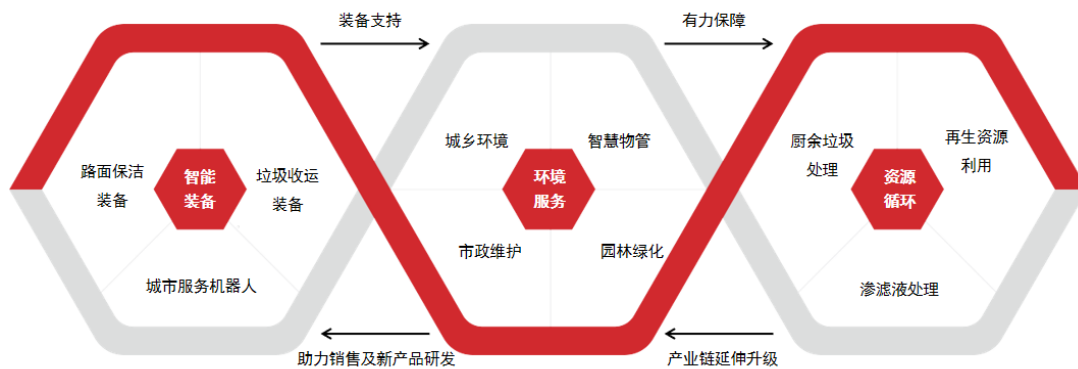 装备支持
有力保障
路面保洁
装备
智能
装备
垃圾收运
装备
城市服务机器人
城乡环境
智慧物管
环境
服务
市政维护
园林绿化
厨余垃圾
处理
资源
循环
再生资源
利用
渗滤液处理
助力销售及新产品研发
产业链延伸升级